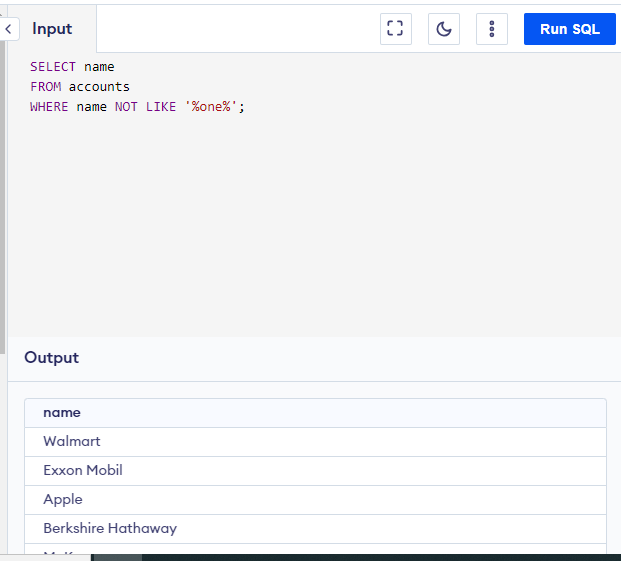 Input
Run SQL
SELECT name
FROM accounts
WHERE name NOT LIKE '%one%';
Output
name
Walmart
Exxon Mobil
Apple
Berkshire Hathaway